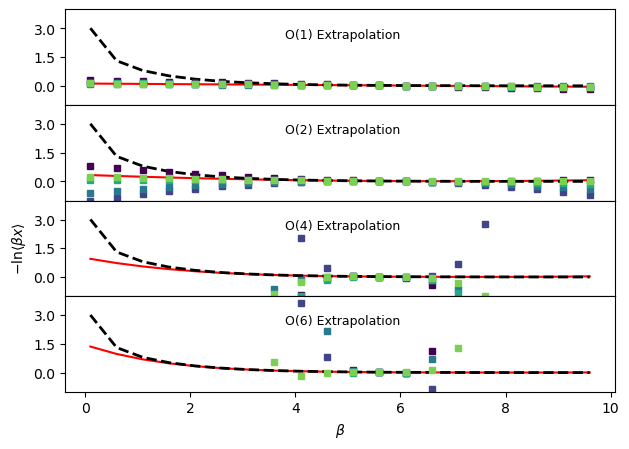 O(1) Extrapolation
3.0
1.5
0.0
O(2) Extrapolation
3.0
1.5
0.0
O(4) Extrapolation
3.0
1.5
0.0
O(6) Extrapolation
3.0
1.5
0.0
−ln⟨βx⟩
0 2 4 6 8 10
β